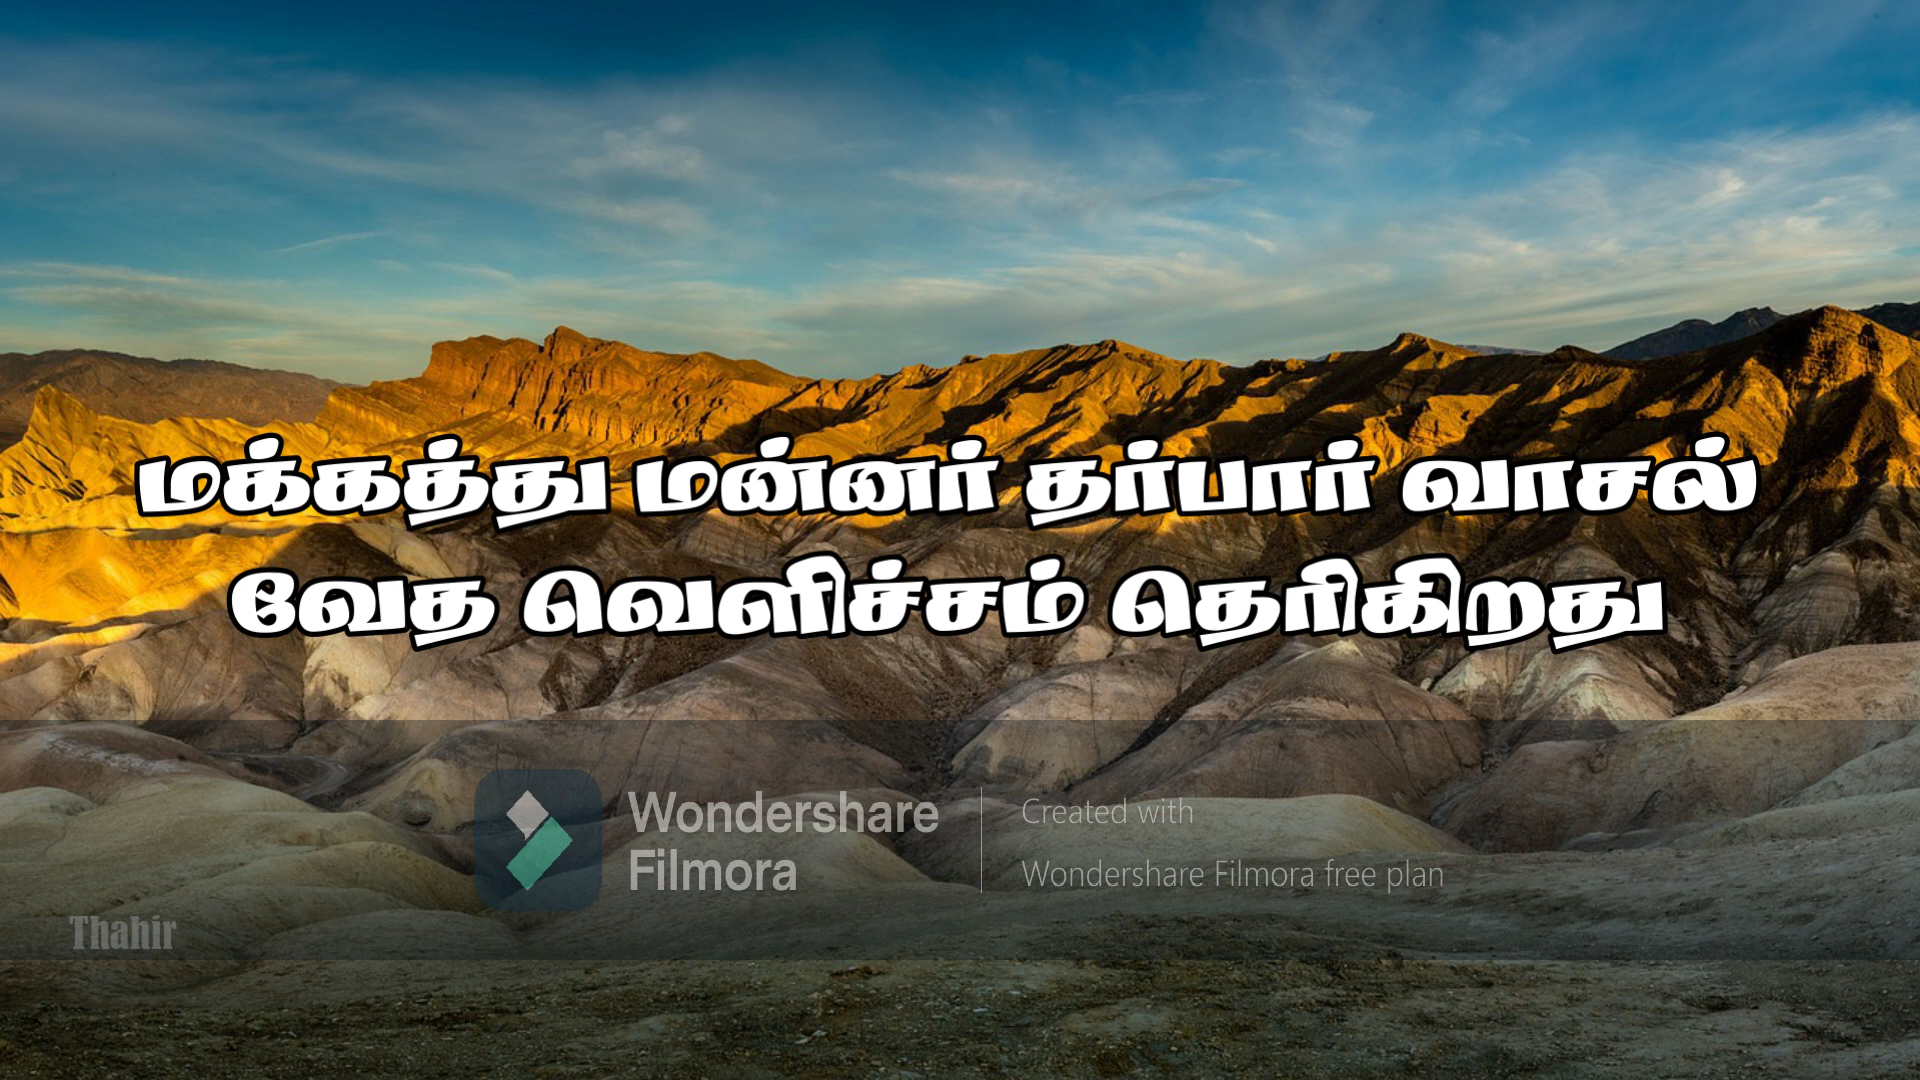 மக்கத்து மன்னர் தர்பார் வாசல்
வேத வெளிச்சம் தெரிகிறது
Wondershare
Filmora
Created with
Wondershare Filmora free plan
Thahir